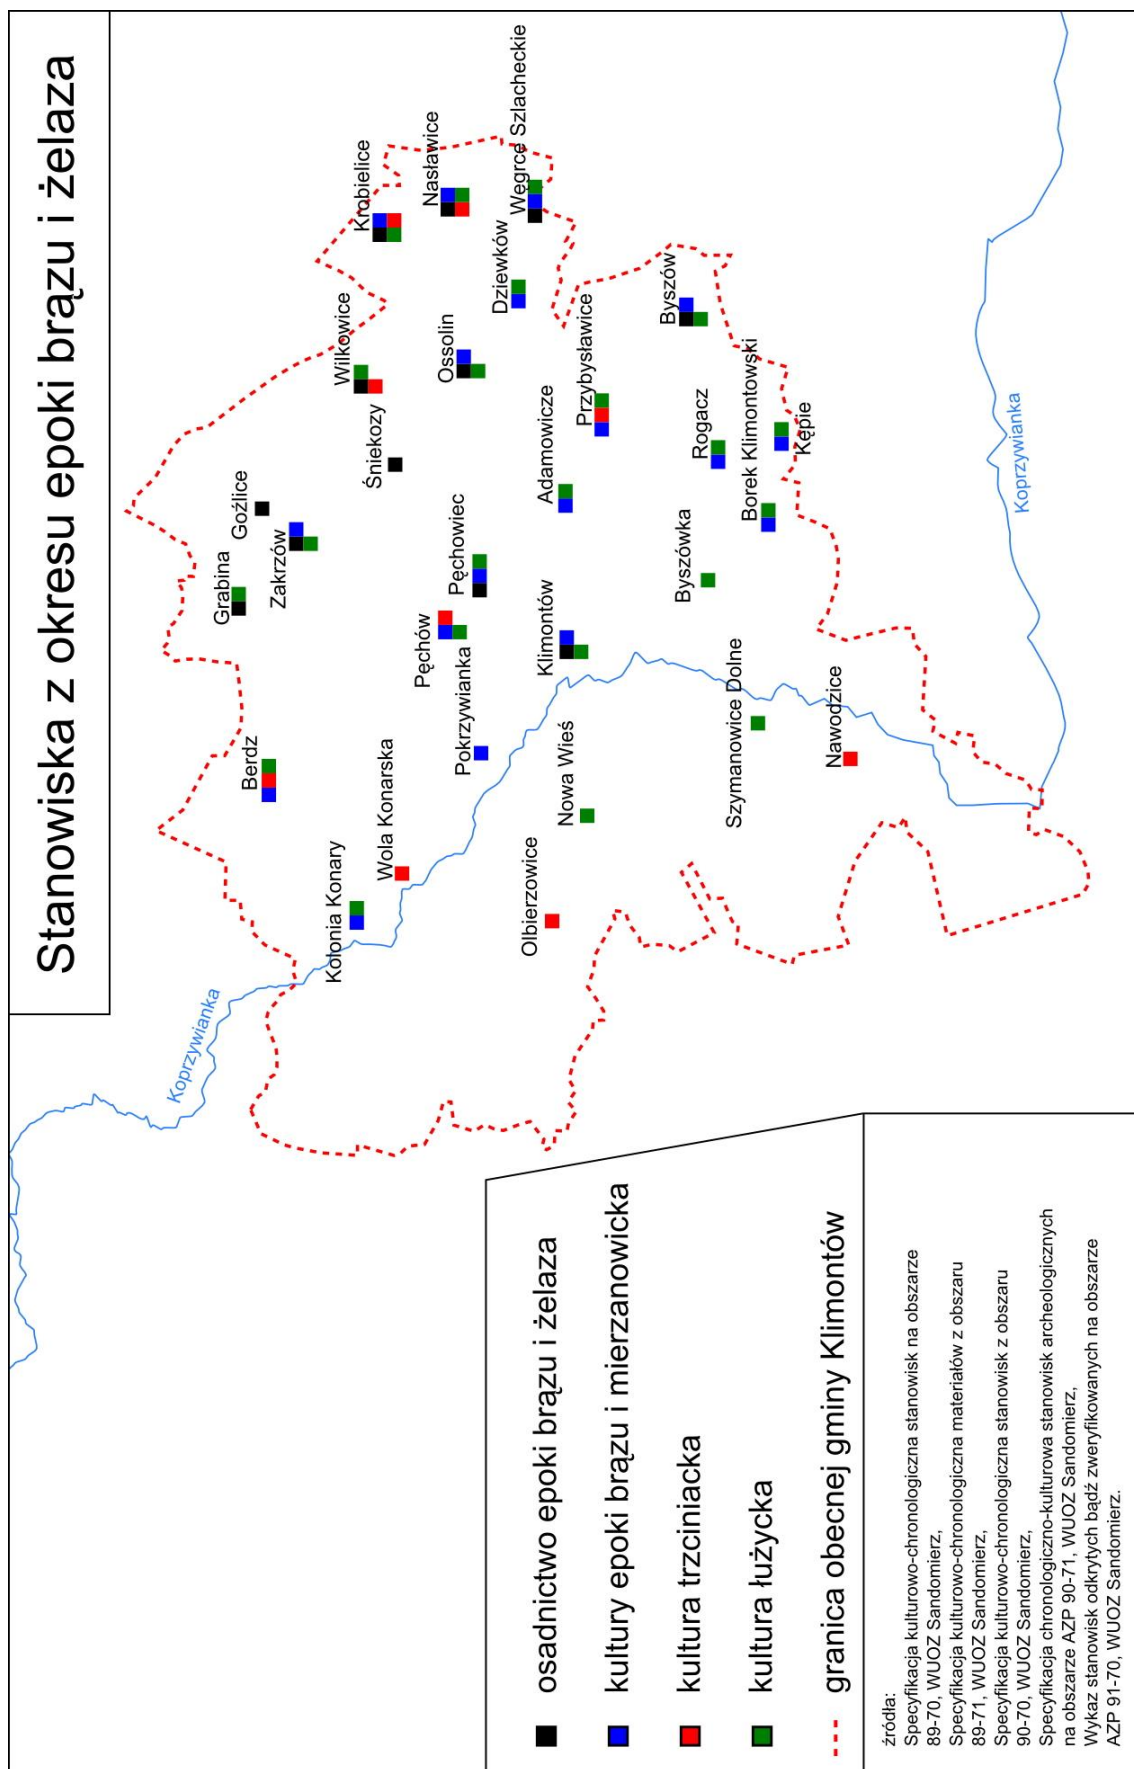 Stanowiska z okresu epoki brązu i żelaza
Koprzywianka
Berdz
Grabina
Goźlice
Zakrzów
Wilkowice
Krobielice
Kolonia Konary
Wola Konarska
Śniekozy
Pęchów
Pokrzywianka
Pęchowiec
Ossolin
Nasławice
Olbierzowice
Nowa Wieś
Klimontów
Adamowicze
Dziewków
Węgrce Szlacheckie
Przybysławice
Szymanowice Dolne
Byszówka
Rogacz
Byszów
Borek Klimontowski
Kępie
Nawodzice
Koprzywianka
osadnictwo epoki brązu i żelaza
kultury epoki brązu i mierzanowicka
kultura trzciniacka
kultura łużycka
granica obecnej gminy Klimontów
źródła:
Specyfikacja kulturowo-chronologiczna stanowisk na obszarze
89-70, WUOZ Sandomierz,
Specyfikacja kulturowo-chronologiczna materiałów z obszaru
89-71, WUOZ Sandomierz,
Specyfikacja kulturowo-chronologiczna stanowisk z obszaru
90-70, WUOZ Sandomierz,
Specyfikacja chronologiczno-kulturowa stanowisk archeologicznych
na obszarze AZP 90-71, WUOZ Sandomierz,
Wykaz stanowisk odkrytych bądź zweryfikowanych na obszarze
AZP 91-70, WUOZ Sandomierz.